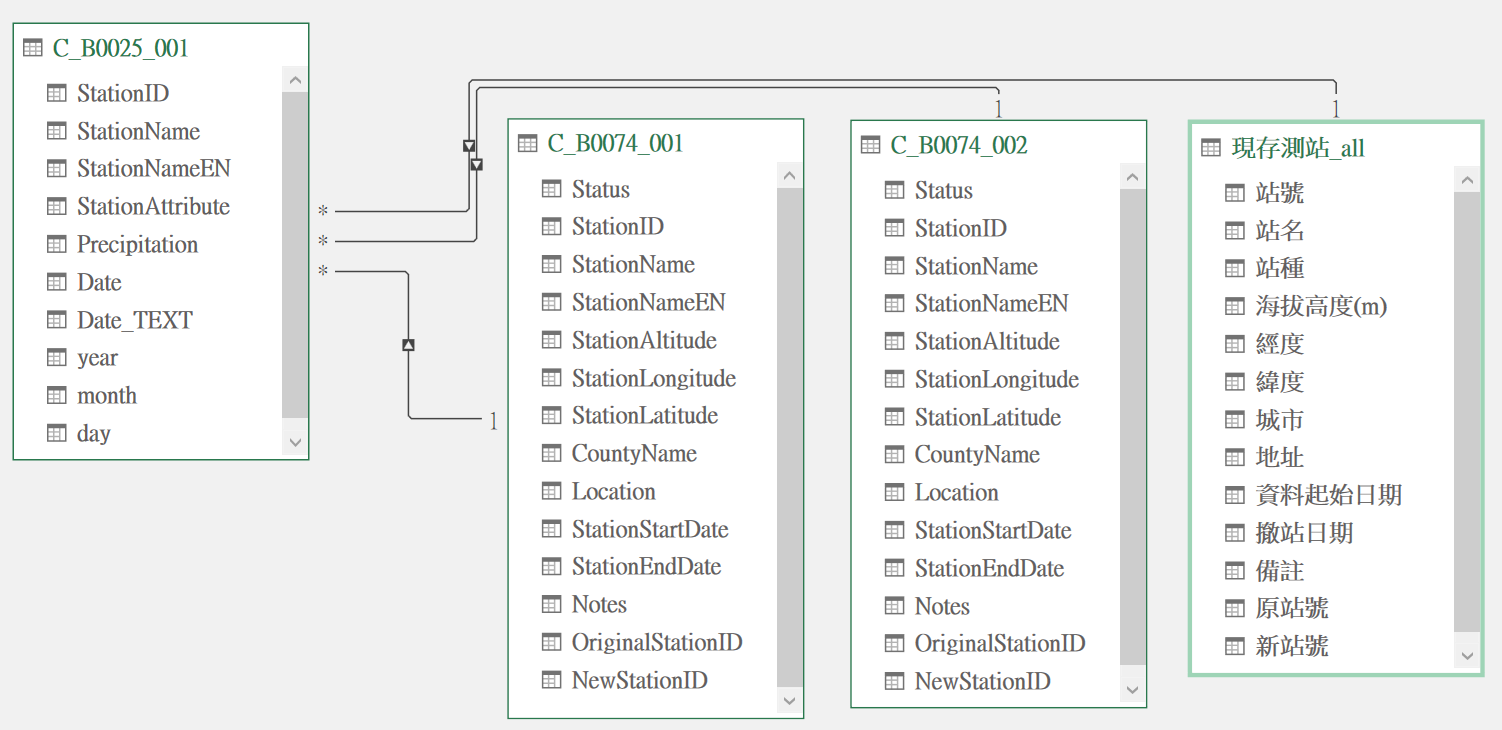 C_B0025_001
StationID
StationName
StationNameEN
StationAttribute
Precipitation
Date
Date_TEXT
year
month
day
*
*
*
1
1
1
C_B0074_001
Status
StationID
StationName
StationNameEN
StationAltitude
StationLongitude
StationLatitude
CountyName
Location
StationStartDate
StationEndDate
Notes
OriginalStationID
NewStationID
C_B0074_002
Status
StationID
StationName
StationNameEN
StationAltitude
StationLongitude
StationLatitude
CountyName
Location
StationStartDate
StationEndDate
Notes
OriginalStationID
NewStationID
現存測站_all
站號
站名
站種
海拔高度(m)
經度
緯度
城市
地址
資料起始日期
撤站日期
備註
原站號
新站號